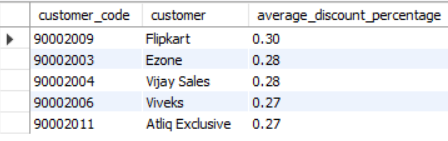 customer_code customer average_discount_percentage
90002009 Flipkart 0.30
90002003 Ezone 0.28
90002004 Vijay Sales 0.28
90002006 Viveks 0.27
90002011 Atliq Exclusive 0.27